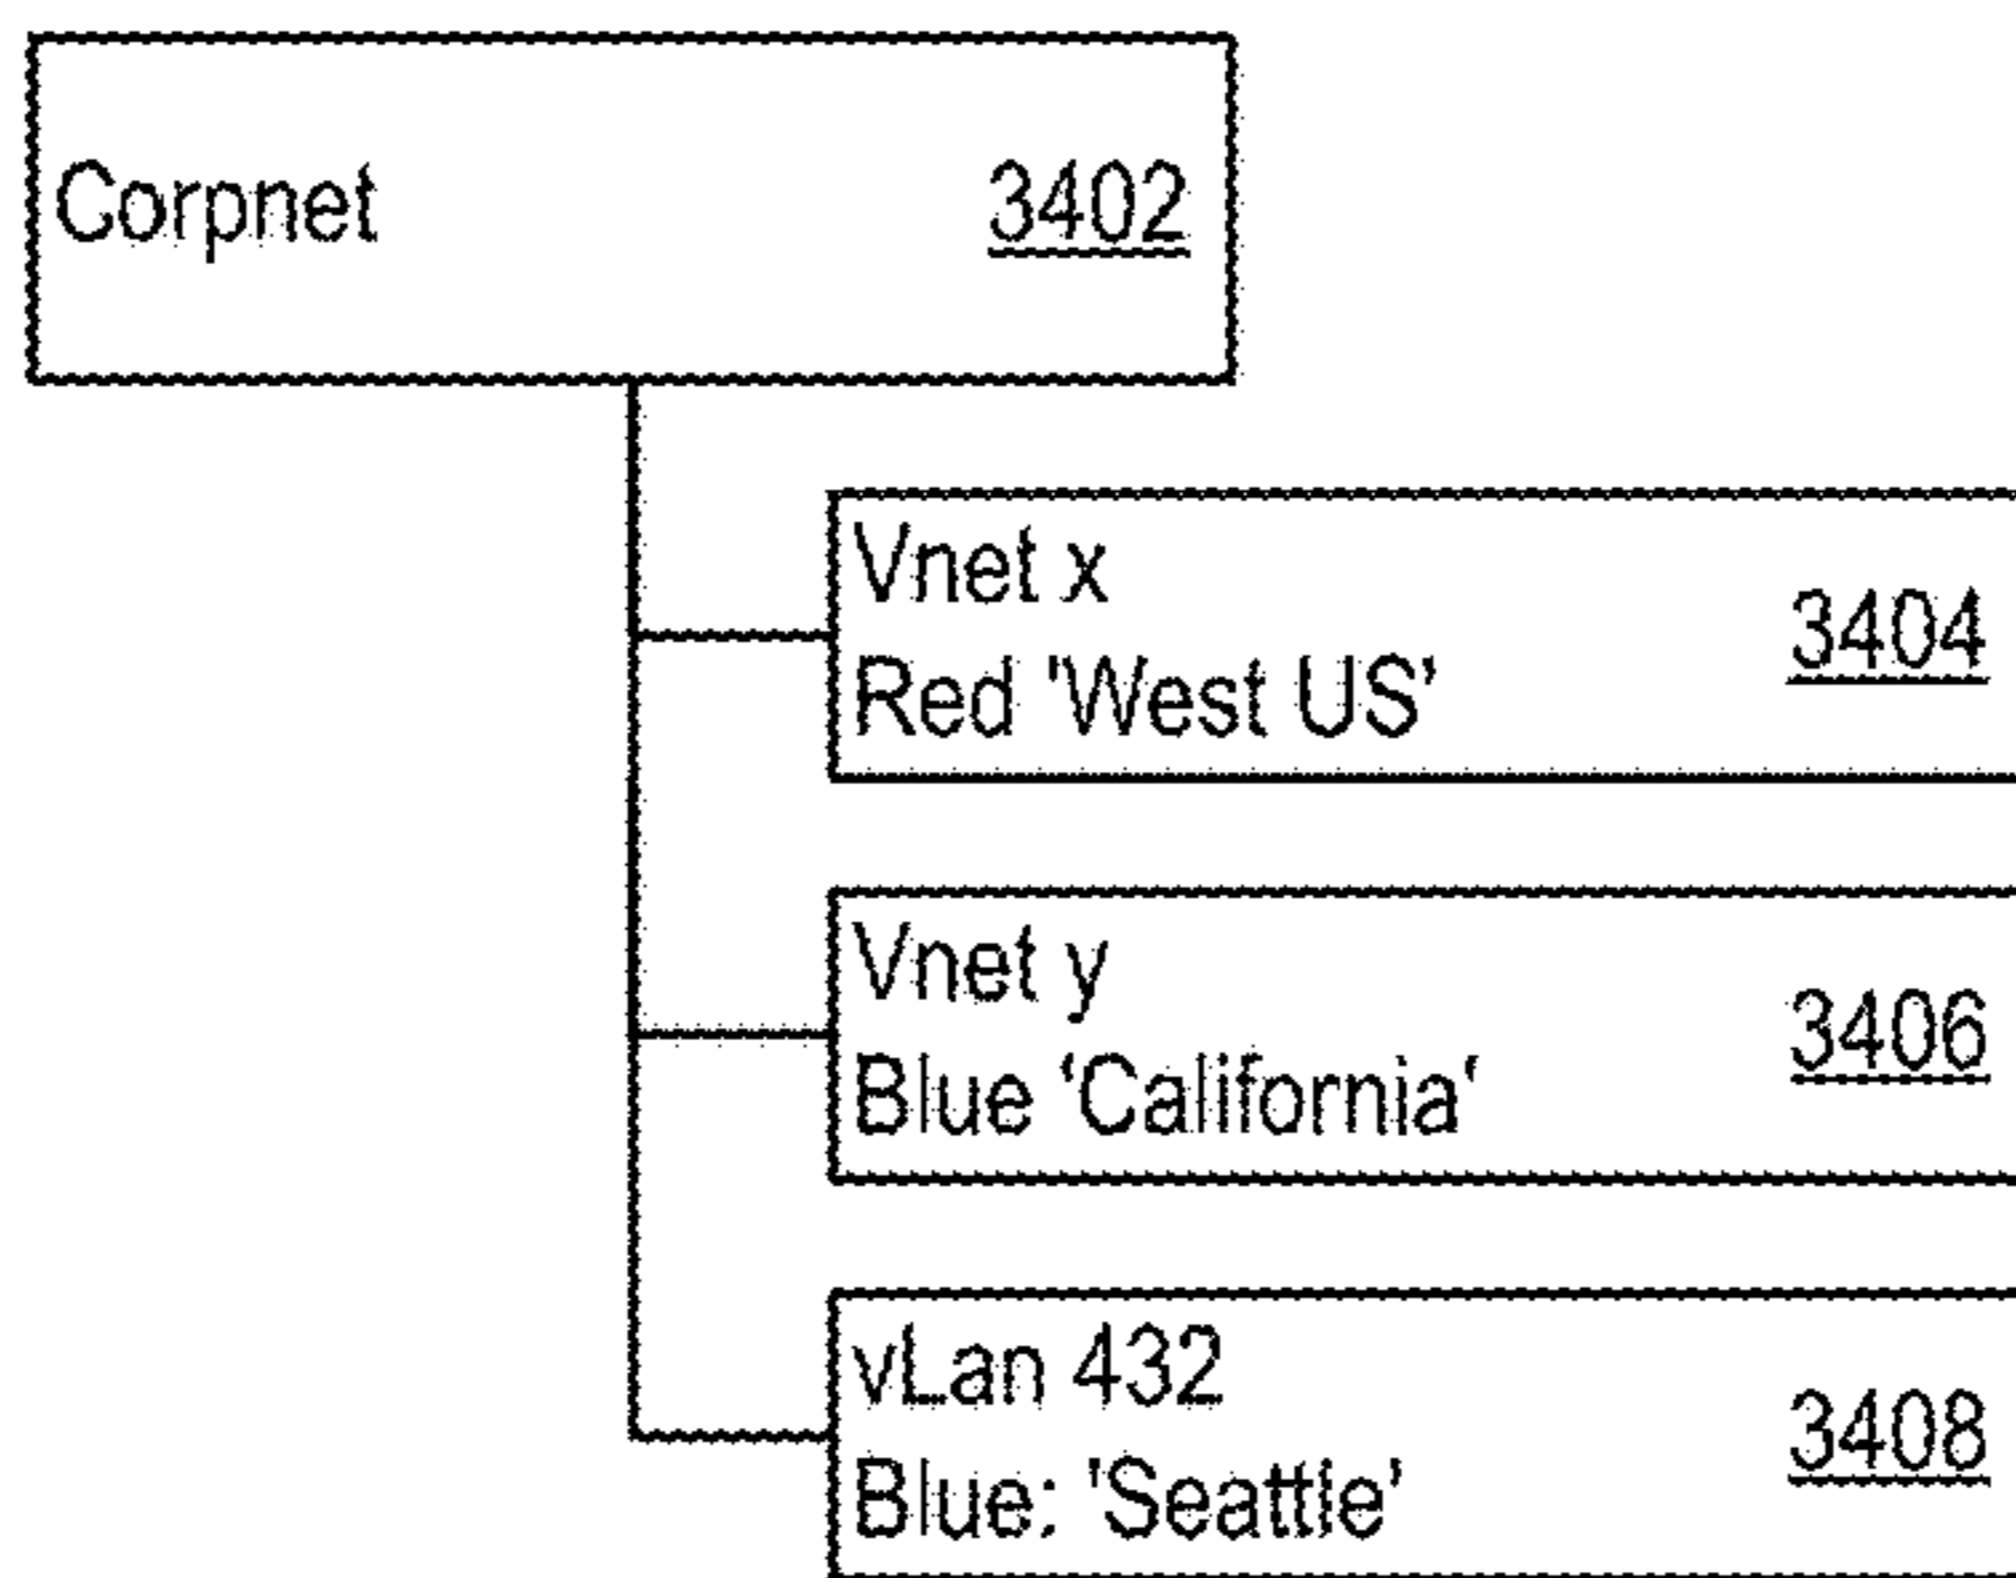 Corpnet 3402
Vnet x
Red 'West US' 3404
Vnet y
Blue ‘California‘ 3406
vLan 432
Blue: 'Seattle’ 3408